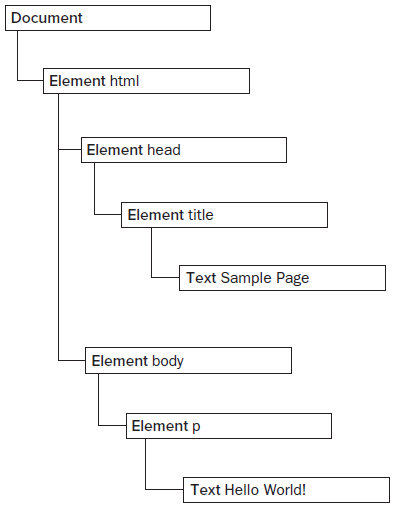 Document
Element html
Element head
Element title
Text Sample Page
Element body
Element p
Text Hello World!